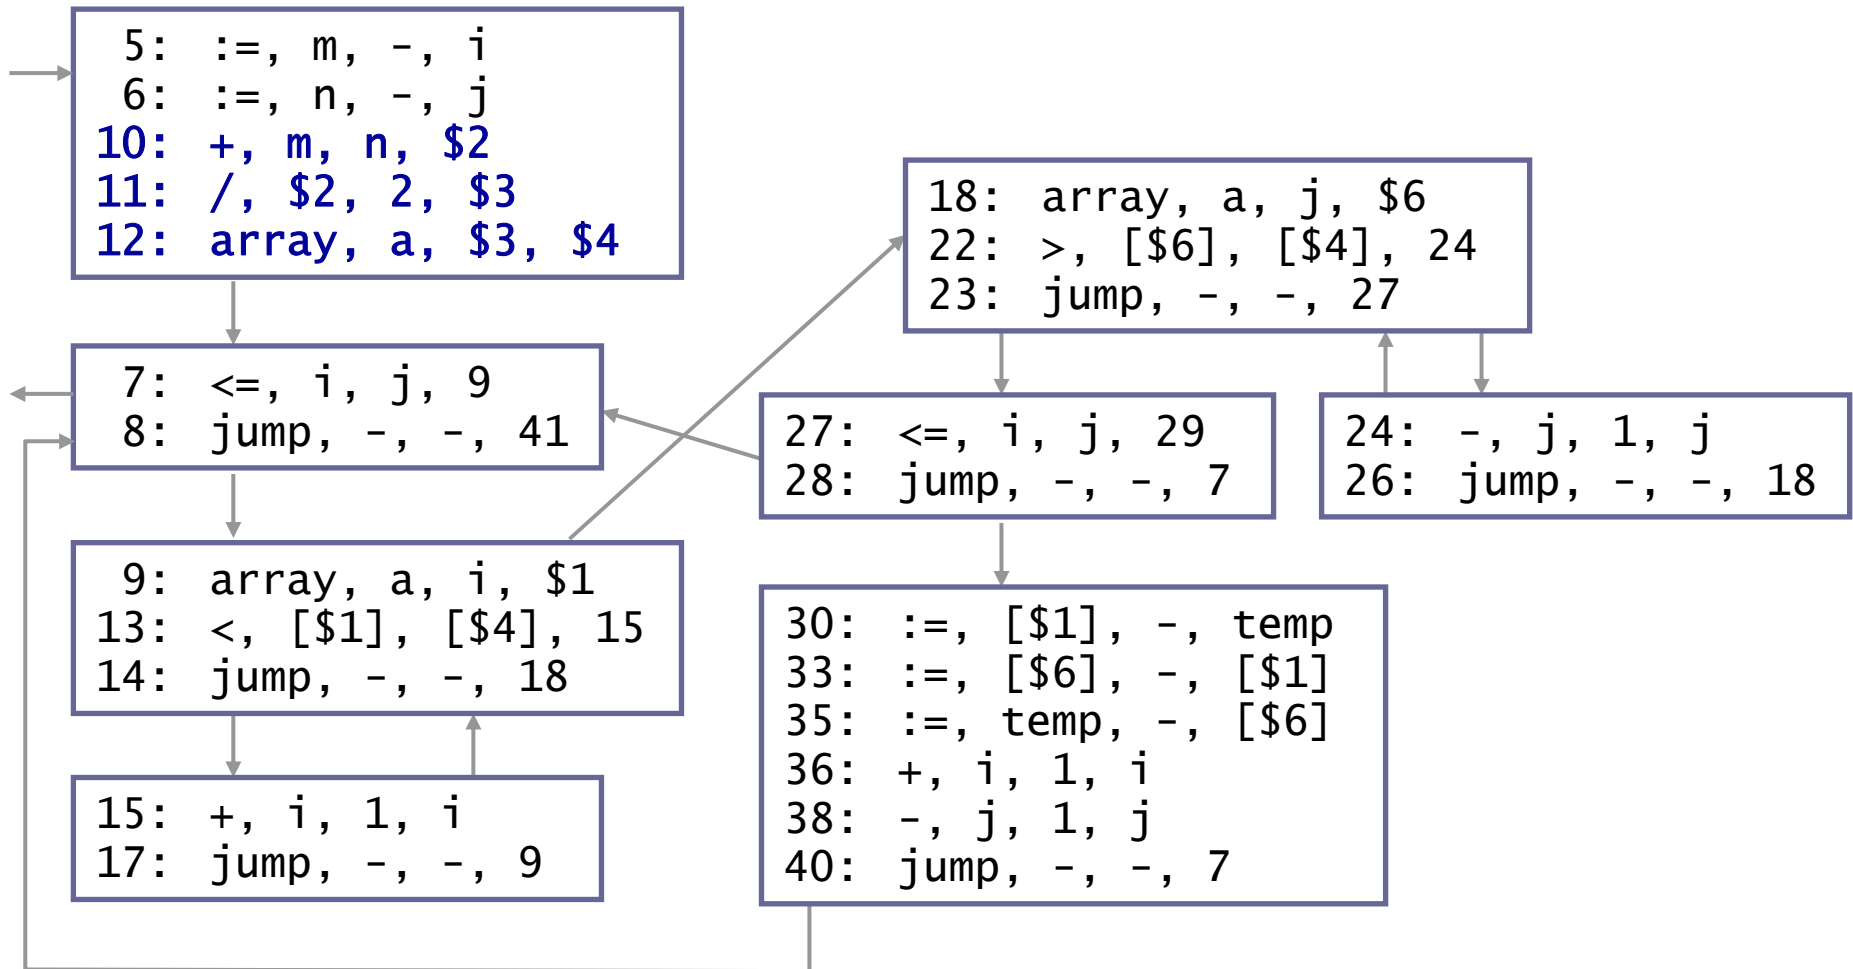 5: :=, m, -, i
6: :=, n, -, j
10: +, m, n, $2
11: /, $2, 2, $3
12: array, a, $3, $4
7: <=, i, j, 9
8: jump, -, -, 41
9: array, a, i, $1
13: <, [$1], [$4], 15
14: jump, -, -, 18
15: +, i, 1, i
17: jump, -, -, 9
18: array, a, j, $6
22: >, [$6], [$4], 24
23: jump, -, -, 27
27: <=, i, j, 29
28: jump, -, -, 7
24: -, j, 1, j
26: jump, -, -, 18
30: :=, [$1], -, temp
33: :=, [$6], -, [$1]
35: :=, temp, -, [$6]
36: +, i, 1, i
38: -, j, 1, j
40: jump, -, -, 7